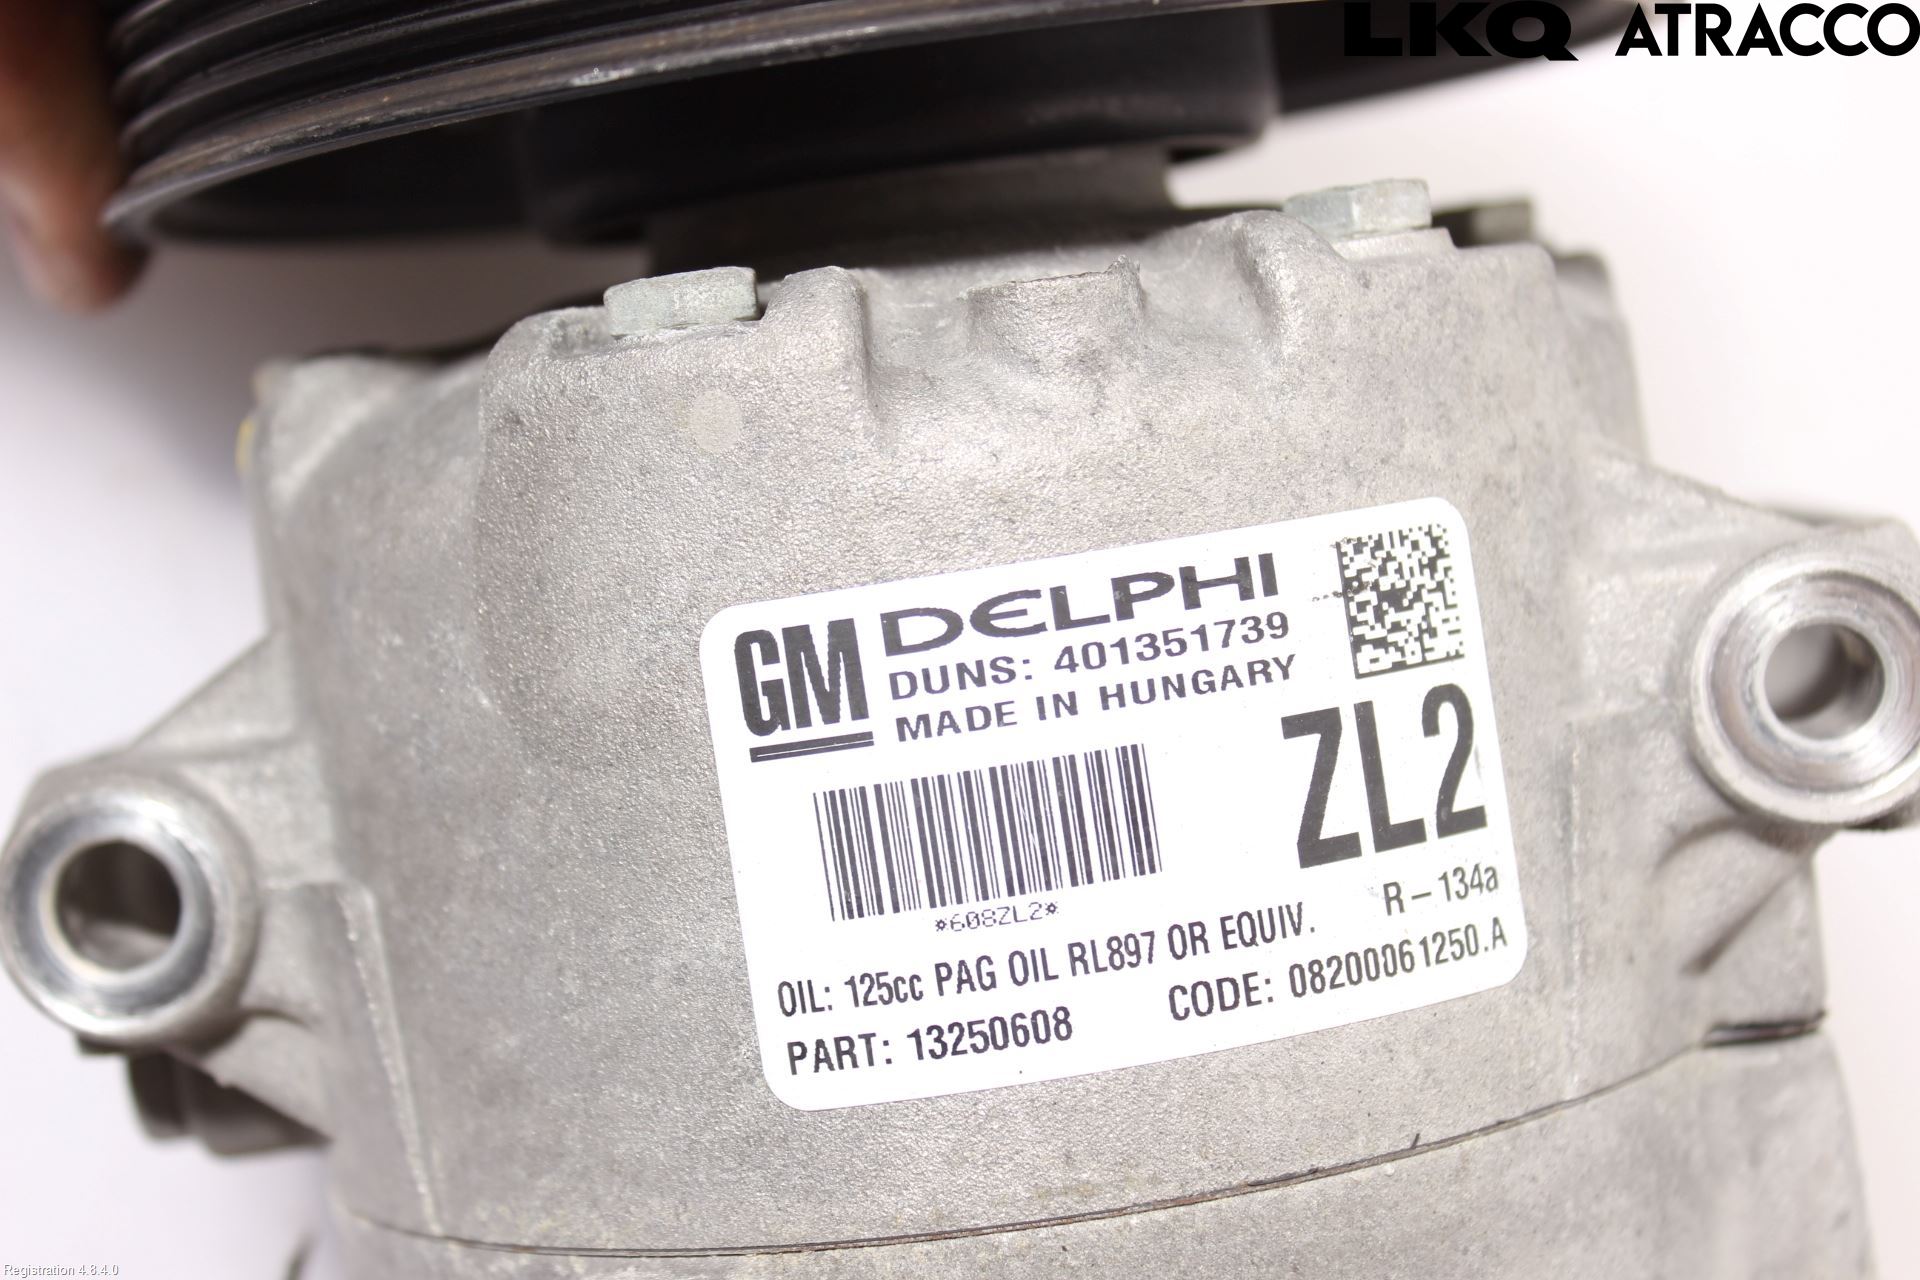 LKQ ATRACCO
GM DELPHI
DUNS: 401351739
MADE IN HUNGARY
ZL2
*608ZL2*
R-134a
OIL: 125cc PAG OIL RL897 OR EQUIV.
PART: 13250608 CODE: 08200061250.A
Registration 4.8.4.0